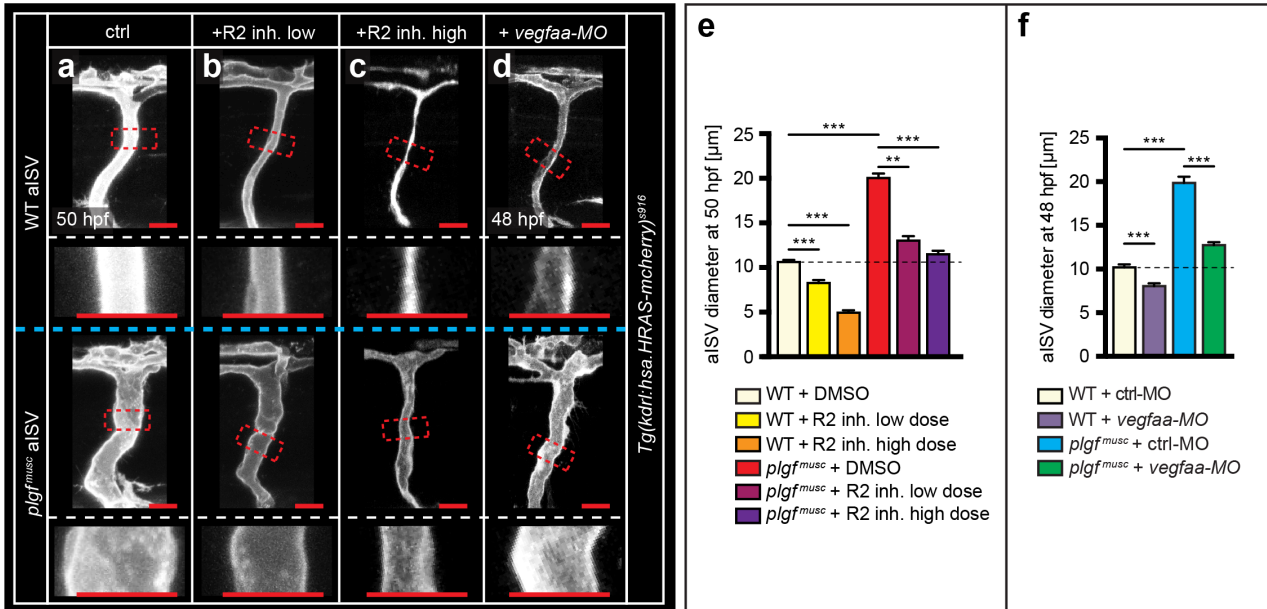 ctrl
+R2 inh. low
+R2 inh. high
+ vegfaa-MO
a
b
c
d
WT aISV
50 hpf
48 hpf
plgf^musc aISV
Tg(kdrl:hsa.HRAS-mcherry)^s916
e
aISV diameter at 50 hpf [µm]
25
20
15
10
5
0
***
***
**
***
***
WT + DMSO
WT + R2 inh. low dose
WT + R2 inh. high dose
plgf^musc + DMSO
plgf^musc + R2 inh. low dose
plgf^musc + R2 inh. high dose
f
aISV diameter at 48 hpf [µm]
25
20
15
10
5
0
***
***
***
WT + ctrl-MO
WT + vegfaa-MO
plgf^musc + ctrl-MO
plgf^musc + vegfaa-MO